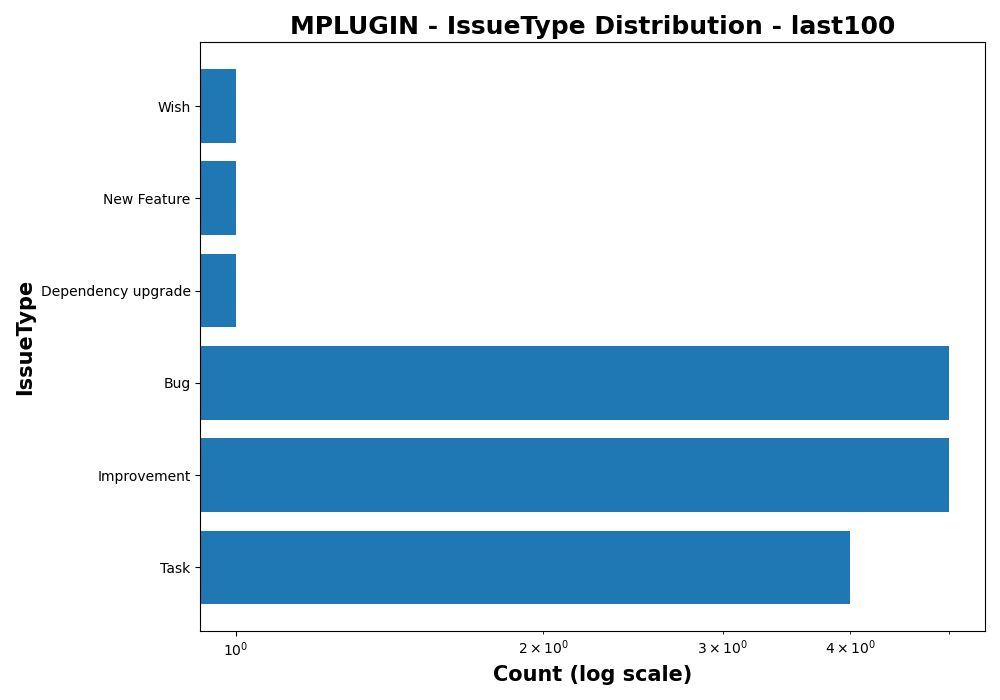 MPLUGIN - IssueType Distribution - last100
Wish
New Feature
Dependency upgrade
Bug
Improvement
Task
IssueType
10⁰
2 × 10⁰
3 × 10⁰
4 × 10⁰
Count (log scale)